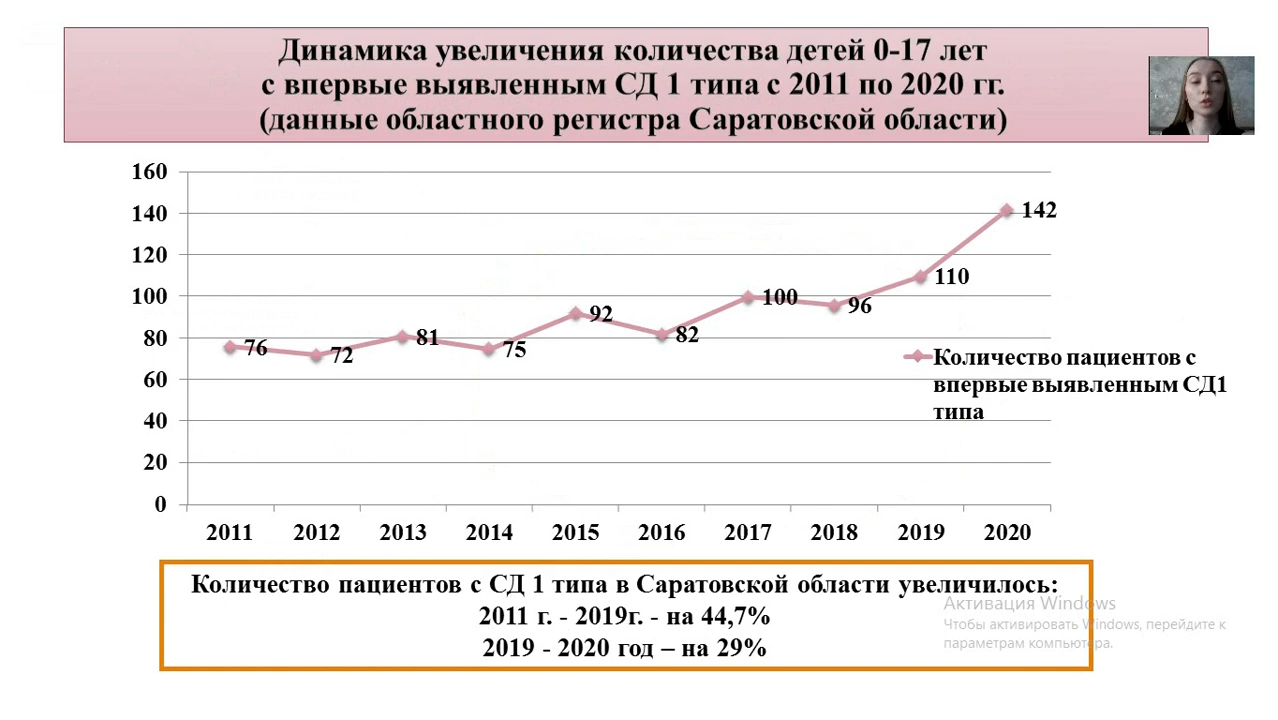 Динамика увеличения количества детей 0-17 лет
с впервые выявленным СД 1 типа с 2011 по 2020 гг.
(данные областного регистра Саратовской области)
160
140
120
100
80
60
40
20
0
76
72
81
75
92
82
100
96
110
142
Количество пациентов с
впервые выявленным СД1
типа
2011 2012 2013 2014 2015 2016 2017 2018 2019 2020
Количество пациентов с СД 1 типа в Саратовской области увеличилось:
2011 г. - 2019г. - на 44,7%
2019 - 2020 год – на 29%
Активация Windows
Чтобы активировать Windows, перейдите к
параметрам компьютера.